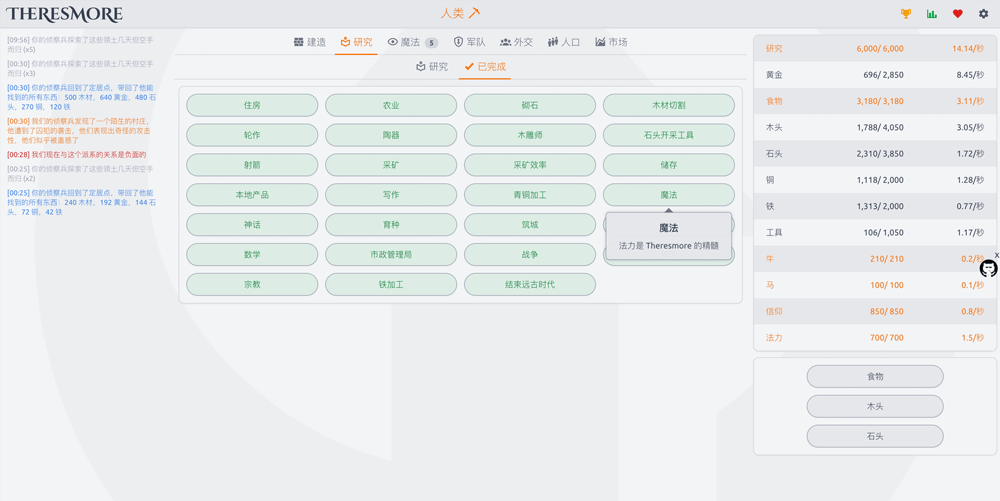 THERESMORE
人类
[09:56] 你的侦察兵探索了这些领土几天但空手
而归 (x5)
[00:30] 你的侦察兵探索了这些领土几天但空手
而归 (x3)
[00:30] 你的侦察兵回到了定居点，带回了他能
找到的所有东西：500 木材，640 黄金，480 石
头，270 铜，120 铁
[00:30] 我们的侦察兵发现了一个陌生的村庄，
他遭到了囚犯的袭击，他们表现出奇怪的攻击
性，他们似乎被蛊惑了
[00:28] 我们现在与这个派系的关系是负面的
[00:25] 你的侦察兵探索了这些领土几天但空手
而归 (x2)
[00:25] 你的侦察兵回到了定居点，带回了他能
找到的所有东西：240 木材，192 黄金，144 石
头，72 铜，42 铁
建造 研究 魔法 5 军队 外交 人口 市场
研究 已完成
住房 农业 砌石 木材切割
轮作 陶器 木雕师 石头开采工具
射箭 采矿 采矿效率 储存
本地产品 写作 青铜加工 魔法
神话 育种 筑城
数学 市政管理局 战争
宗教 铁加工 结束远古时代
魔法
法力是 Theresmore 的精髓
研究 6,000/ 6,000 14.14/秒
黄金 696/ 2,850 8.45/秒
食物 3,180/ 3,180 3.11/秒
木头 1,788/ 4,050 3.05/秒
石头 2,310/ 3,850 1.72/秒
铜 1,118/ 2,000 1.28/秒
铁 1,313/ 2,000 0.77/秒
工具 106/ 1,050 1.17/秒
牛 210/ 210 0.2/秒
马 100/ 100 0.1/秒
信仰 850/ 850 0.8/秒
法力 700/ 700 1.5/秒
X
食物
木头
石头